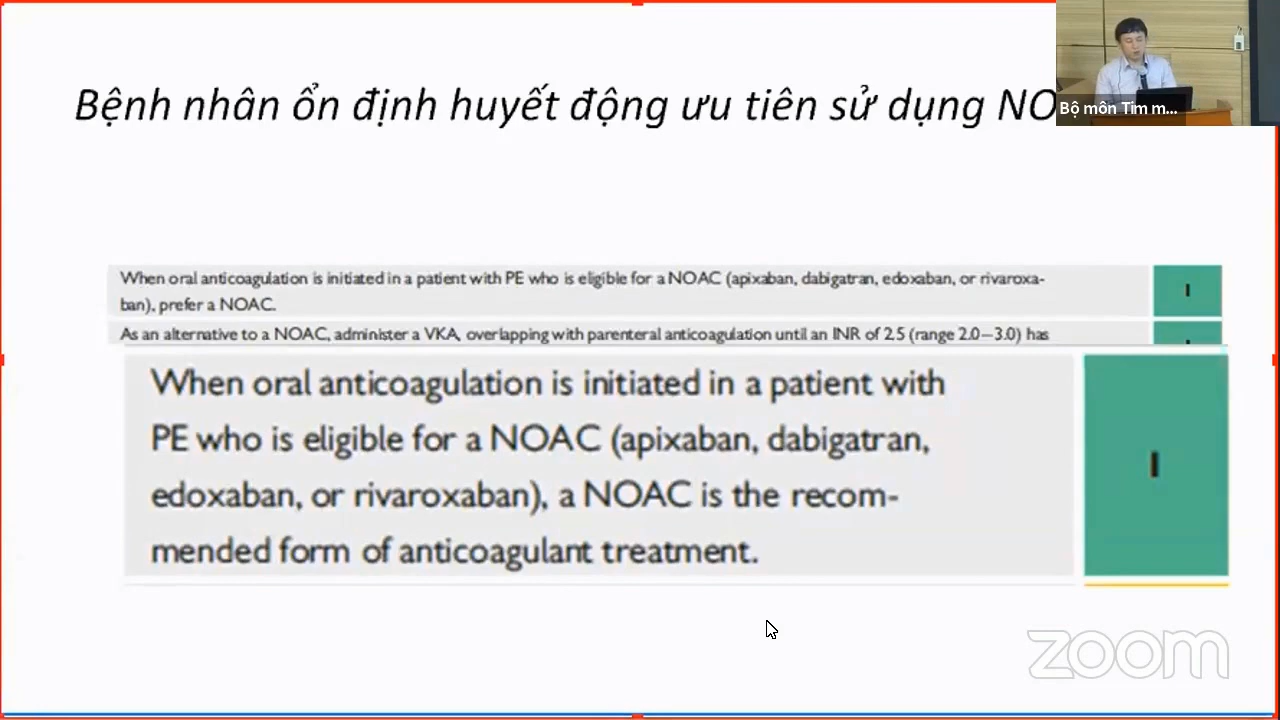 Bệnh nhân ổn định huyết động ưu tiên sử dụng NO
Bộ môn Tim m...
When oral anticoagulation is initiated in a patient with PE who is eligible for a NOAC (apixaban, dabigatran, edoxaban, or rivaroxa-
ban), prefer a NOAC.
I
As an alternative to a NOAC, administer a VKA, overlapping with parenteral anticoagulation until an INR of 2.5 (range 2.0–3.0) has
When oral anticoagulation is initiated in a patient with
PE who is eligible for a NOAC (apixaban, dabigatran,
edoxaban, or rivaroxaban), a NOAC is the recom-
mended form of anticoagulant treatment.
I
zoom